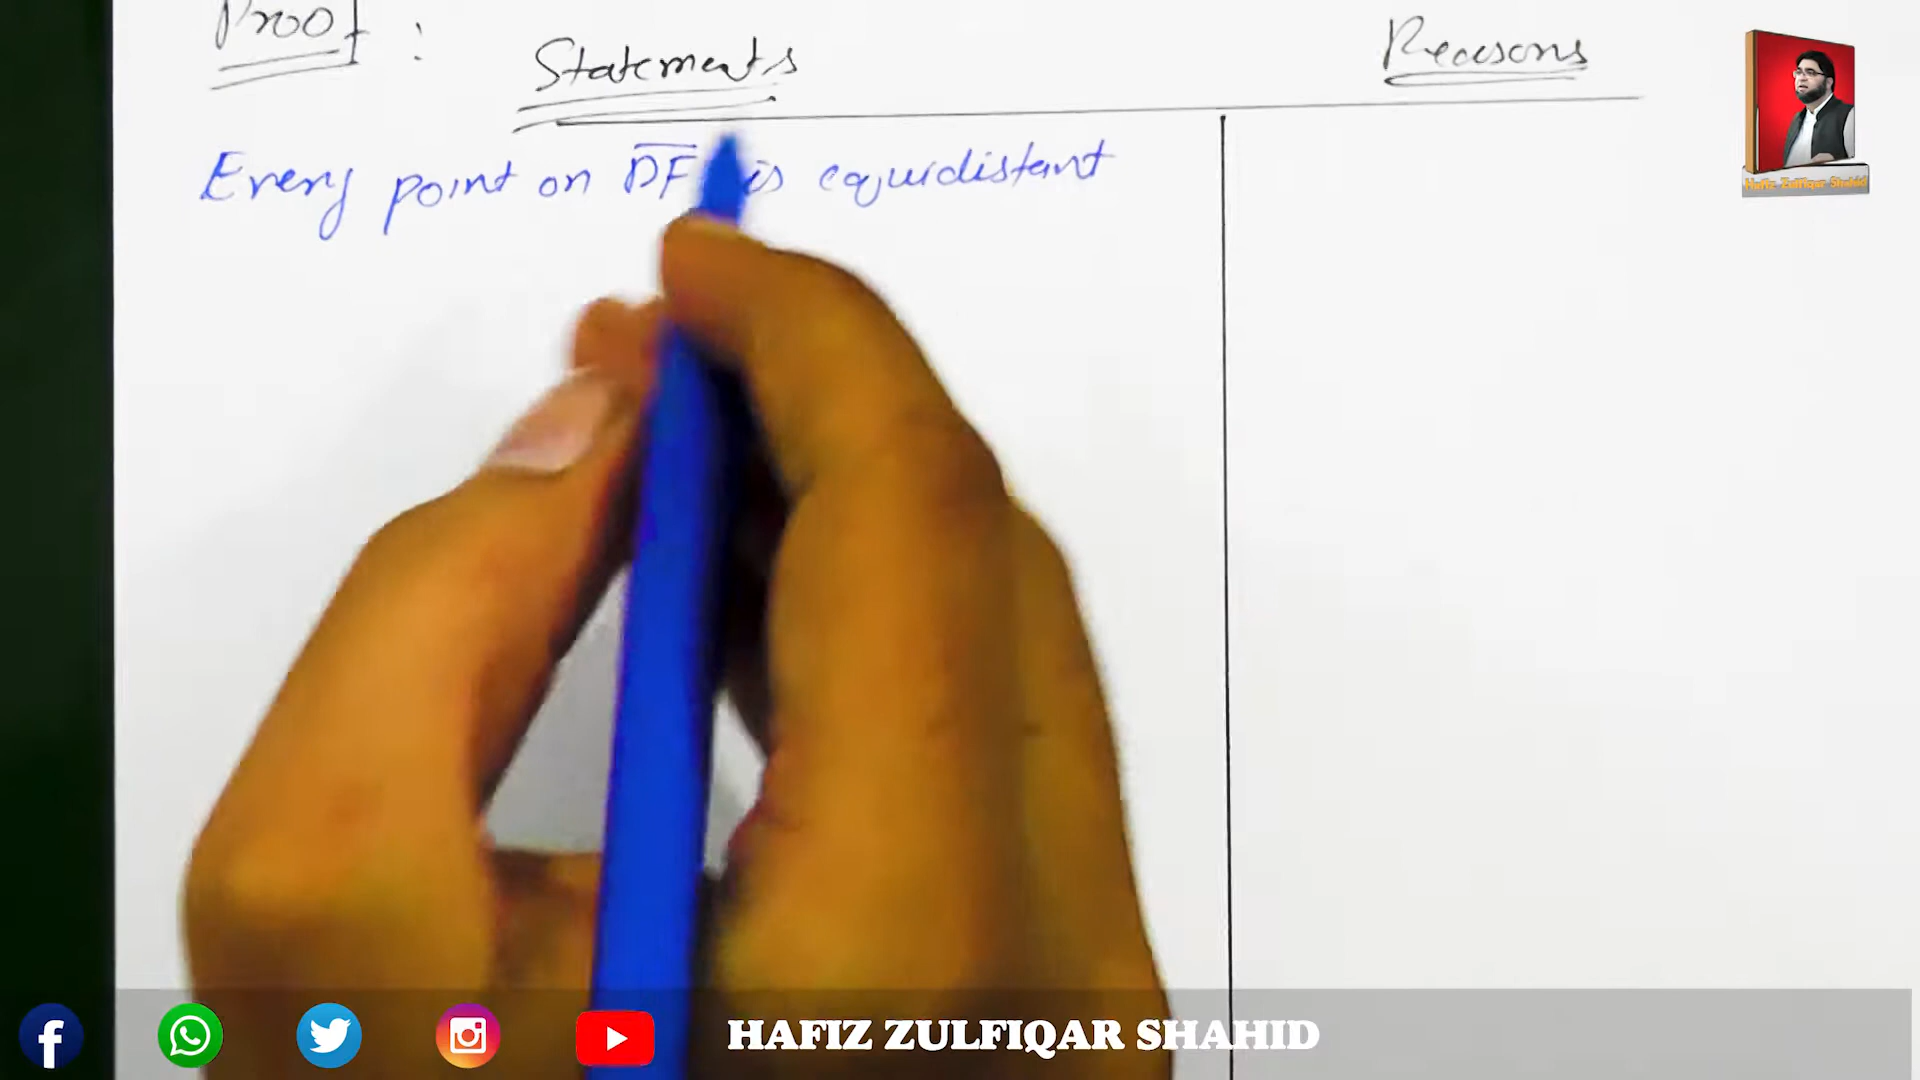 Proof :
Statements
Reasons
Every point on DF is equidistant
Hafiz Zulfiqar Shahid
HAFIZ ZULFIQAR SHAHID